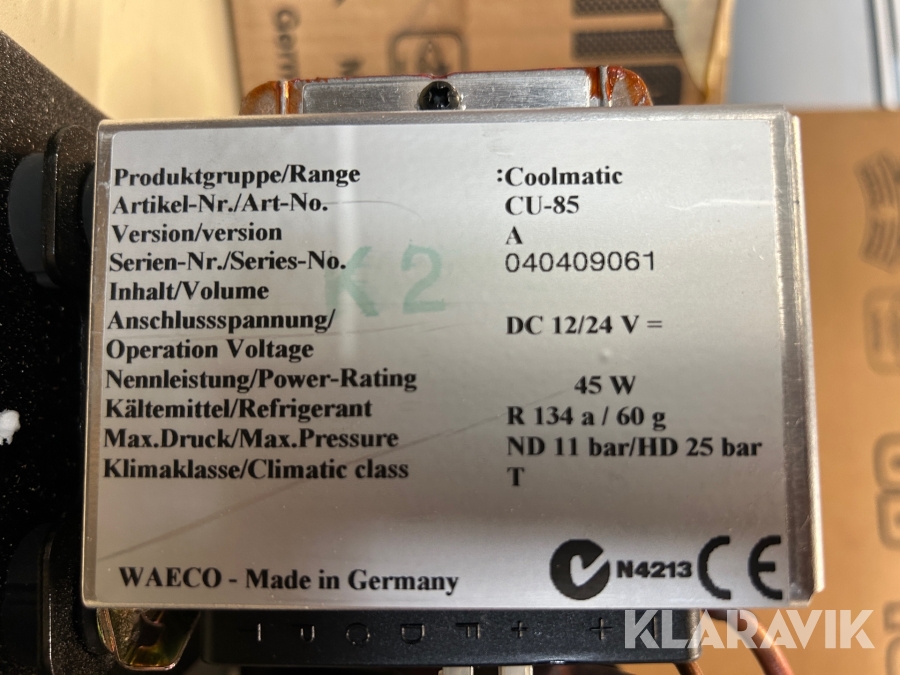 Germ
Produktgruppe/Range :Coolmatic
Artikel-Nr./Art-No. CU-85
Version/version A
Serien-Nr./Series-No. 040409061
K2
Inhalt/Volume
Anschlussspannung/ DC 12/24 V =
Operation Voltage
Nennleistung/Power-Rating 45 W
Kältemittel/Refrigerant R 134 a / 60 g
Max.Druck/Max.Pressure ND 11 bar/HD 25 bar
Klimaklasse/Climatic class T
WAECO - Made in Germany N4213 CE
KLARAVIK